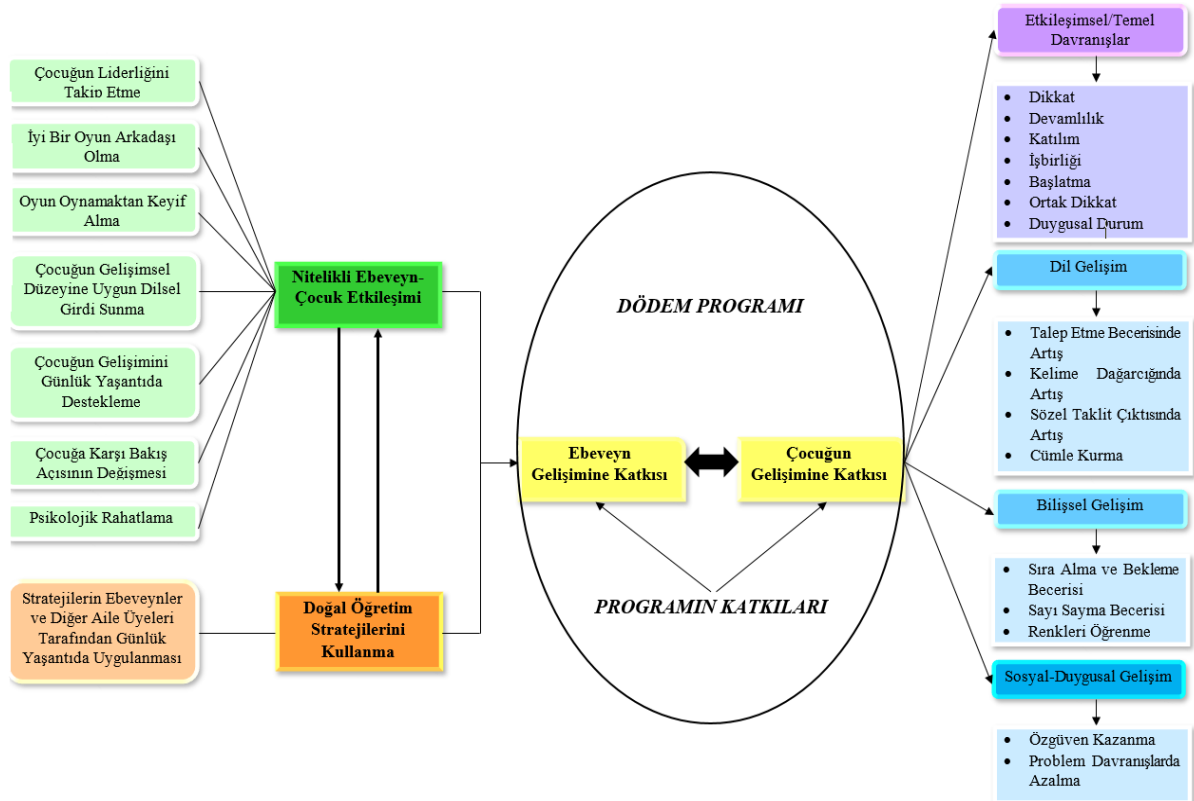 Çocuğun Liderliğini
Takip Etme
İyi Bir Oyun Arkadaşı
Olma
Oyun Oynamaktan Keyif
Alma
Çocuğun Gelişimsel
Düzeyine Uygun Dilsel
Girdi Sunma
Çocuğun Gelişimini
Günlük Yaşantıda
Destekleme
Çocuğa Karşı Bakış
Açısının Değişmesi
Psikolojik Rahatlama
Stratejilerin Ebeveynler
ve Diğer Aile Üyeleri
Tarafından Günlük
Yaşantıda Uygulanması
Nitelikli Ebeveyn-
Çocuk Etkileşimi
Doğal Öğretim
Stratejilerini
Kullanma
DÖDEM PROGRAMI
Ebeveyn
Gelişimine Katkısı
Çocuğun
Gelişimine Katkısı
PROGRAMIN KATKILARI
Etkileşimsel/Temel
Davranışlar
• Dikkat
• Devamlılık
• Katılım
• İşbirliği
• Başlatma
• Ortak Dikkat
• Duygusal Durum
Dil Gelişim
• Talep Etme Becerisinde
Artış
• Kelime Dağarcığında
Artış
• Sözel Taklit Çıktısında
Artış
• Cümle Kurma
Bilişsel Gelişim
• Sıra Alma ve Bekleme
Becerisi
• Sayı Sayma Becerisi
• Renkleri Öğrenme
Sosyal-Duygusal Gelişim
• Özgüven Kazanma
• Problem Davranışlarda
Azalma